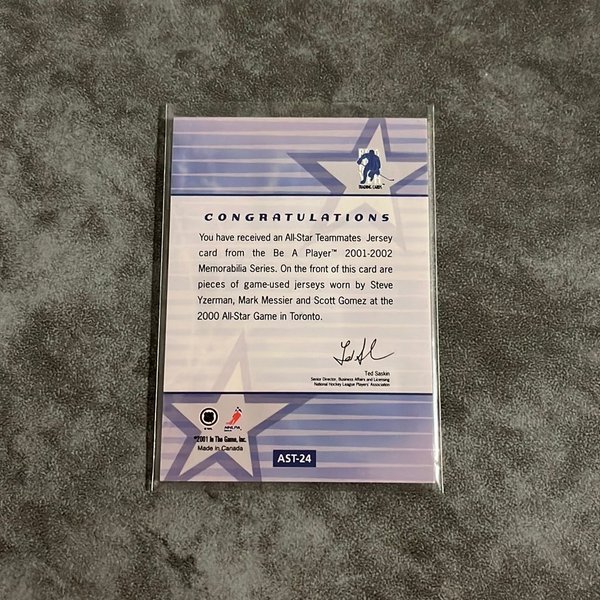 TRADING CARDS
CONGRATULATIONS
You have received an All-Star Teammates Jersey
card from the Be A Player™ 2001-2002
Memorabilia Series. On the front of this card are
pieces of game-used jerseys worn by Steve
Yzerman, Mark Messier and Scott Gomez at the
2000 All-Star Game in Toronto.
Ted Saskin
Senior Director, Business Affairs and Licensing
National Hockey League Players' Association
NHLPA
©2001 In The Game, Inc.
Made in Canada
AST-24